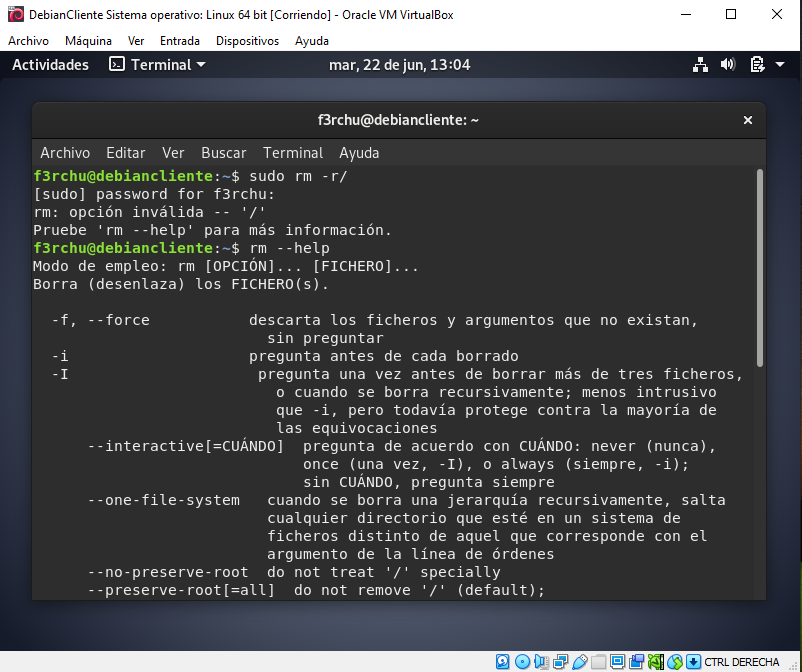 DebianCliente Sistema operativo: Linux 64 bit [Corriendo] - Oracle VM VirtualBox
Archivo Máquina Ver Entrada Dispositivos Ayuda
Actividades Terminal mar, 22 de jun, 13:04
f3rchu@debiancliente: ~
Archivo Editar Ver Buscar Terminal Ayuda
f3rchu@debiancliente:~$ sudo rm -r/
[sudo] password for f3rchu:
rm: opción inválida -- '/'
Pruebe 'rm --help' para más información.
f3rchu@debiancliente:~$ rm --help
Modo de empleo: rm [OPCIÓN]... [FICHERO]...
Borra (desenlaza) los FICHERO(s).
-f, --force descarta los ficheros y argumentos que no existan,
sin preguntar
-i pregunta antes de cada borrado
-I pregunta una vez antes de borrar más de tres ficheros,
o cuando se borra recursivamente; menos intrusivo
que -i, pero todavía protege contra la mayoría de
las equivocaciones
--interactive[=CUÁNDO] pregunta de acuerdo con CUÁNDO: never (nunca),
once (una vez, -I), o always (siempre, -i);
sin CUÁNDO, pregunta siempre
--one-file-system cuando se borra una jerarquía recursivamente, salta
cualquier directorio que esté en un sistema de
ficheros distinto de aquel que corresponde con el
argumento de la línea de órdenes
--no-preserve-root do not treat '/' specially
--preserve-root[=all] do not remove '/' (default);
CTRL DERECHA